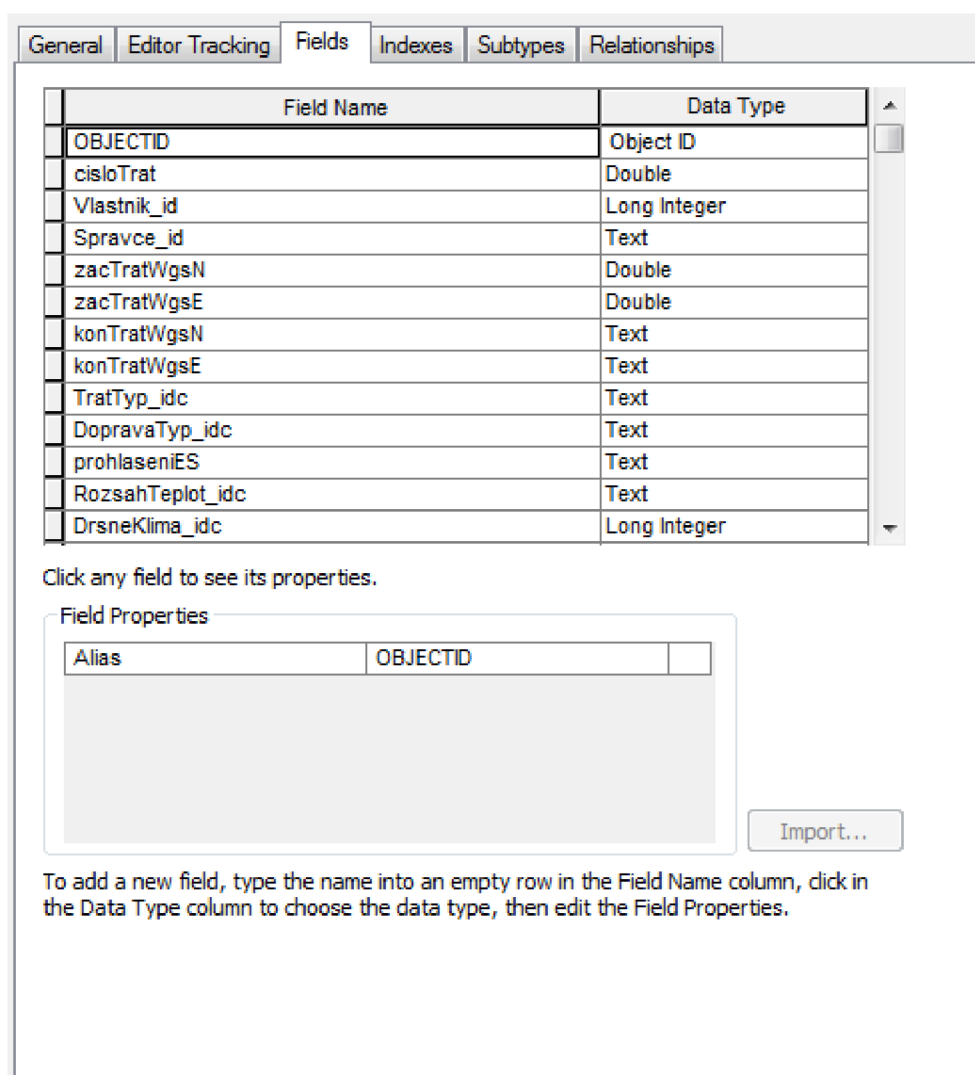 General Editor Tracking Fields Indexes Subtypes Relationships
Field Name Data Type
OBJECTID Object ID
cisloTrat Double
Vlastnik_id Long Integer
Spravce_id Text
zacTratWgsN Double
zacTratWgsE Double
konTratWgsN Text
konTratWgsE Text
TratTyp_idc Text
DopravaTyp_idc Text
prohlaseniES Text
RozsahTeplot_idc Text
DrsneKlima_idc Long Integer
Click any field to see its properties.
Field Properties
Alias OBJECTID
Import...
To add a new field, type the name into an empty row in the Field Name column, click in
the Data Type column to choose the data type, then edit the Field Properties.